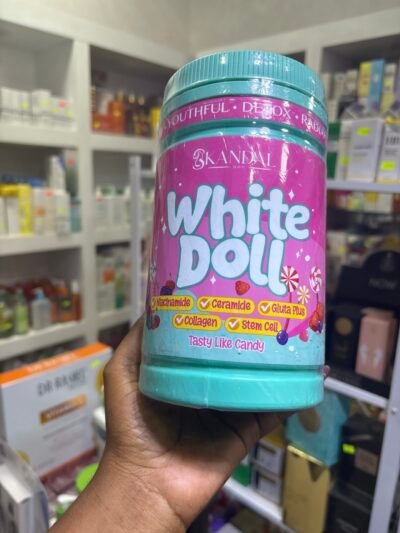 YOUTHFUL • DETOX •
SKANDAL
White
Doll
Niacinamide Ceramide Gluta Plus
Collagen Stem Cell
Tasty Like Candy